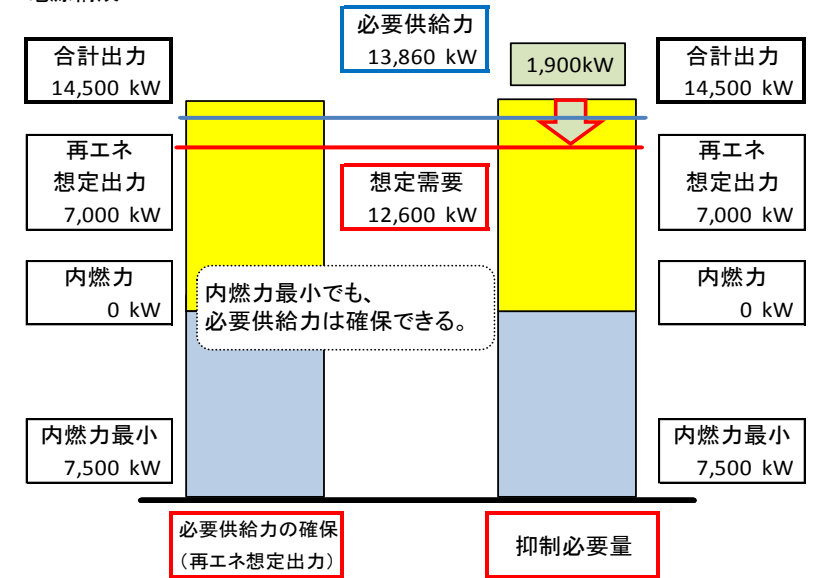 必要供給力
13,860 kW
合計出力
14,500 kW
1,900kW
合計出力
14,500 kW
再エネ
想定出力
7,000 kW
想定需要
12,600 kW
再エネ
想定出力
7,000 kW
内燃力
0 kW
内燃力最小でも、
必要供給力は確保できる。
内燃力
0 kW
内燃力最小
7,500 kW
内燃力最小
7,500 kW
必要供給力の確保
（再エネ想定出力）
抑制必要量